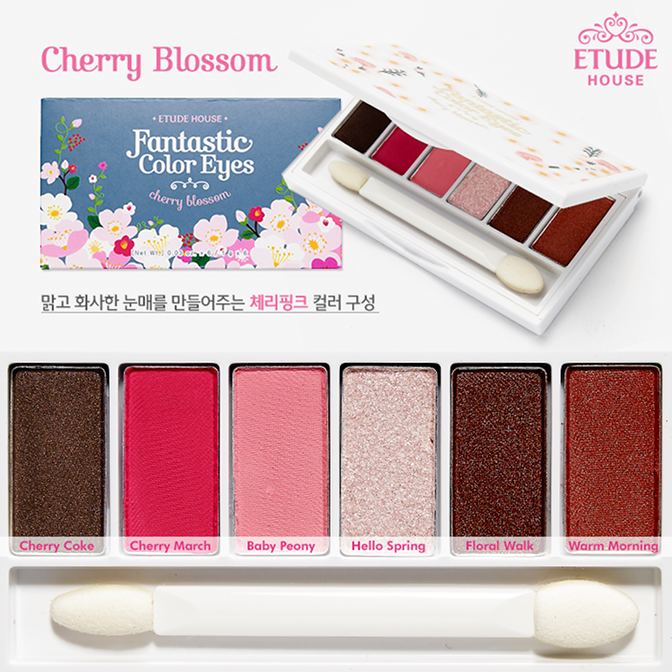 Cherry Blossom
ETUDE
HOUSE
• ETUDE HOUSE •
Fantastic
Color Eyes
cherry blossom
맑고 화사한 눈매를 만들어주는 체리핑크 컬러 구성
Cherry Coke
Cherry March
Baby Peony
Hello Spring
Floral Walk
Warm Morning